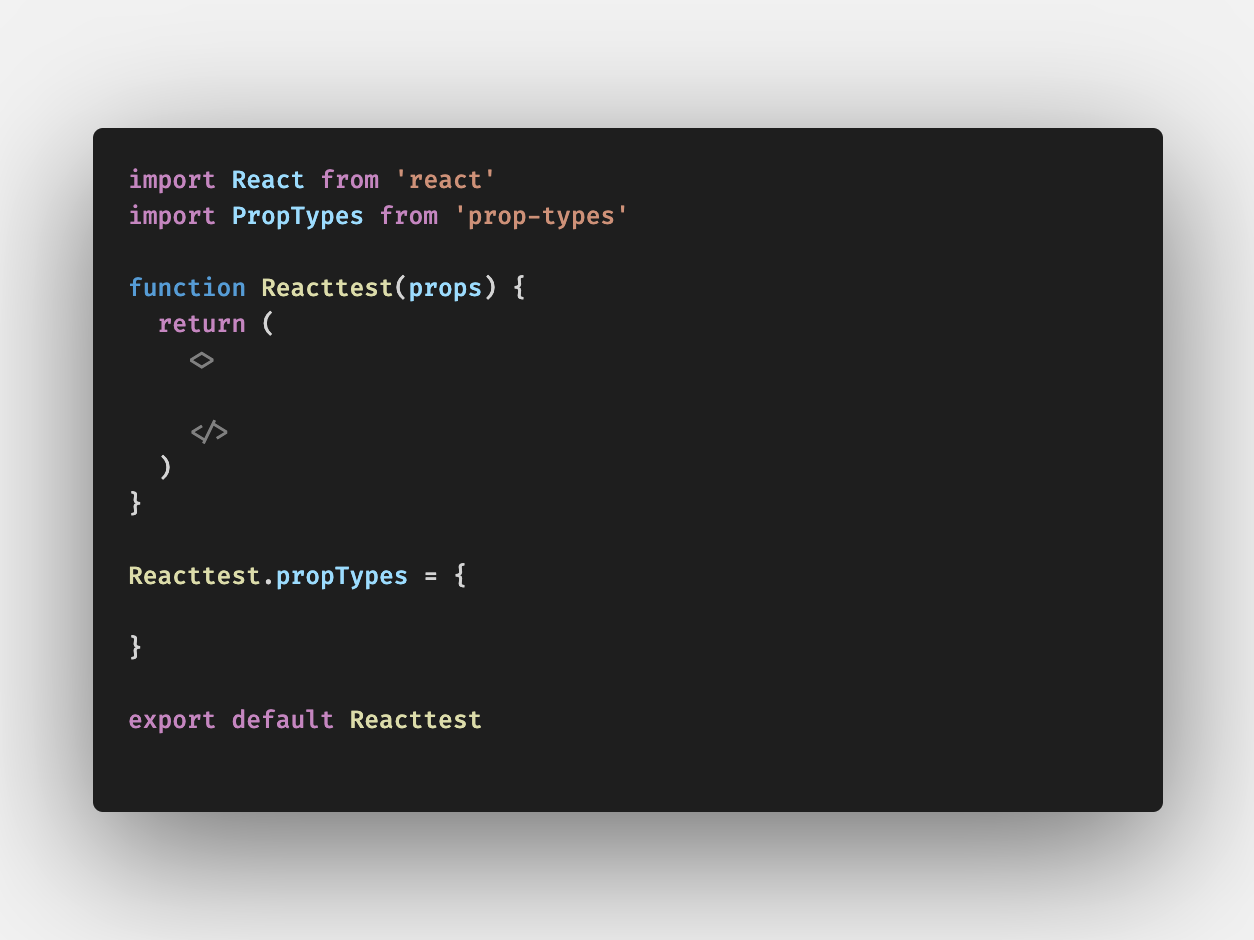 import React from 'react'
import PropTypes from 'prop-types'
function Reacttest(props) {
return (
<>
</>
)
}
Reacttest.propTypes = {
}
export default Reacttest